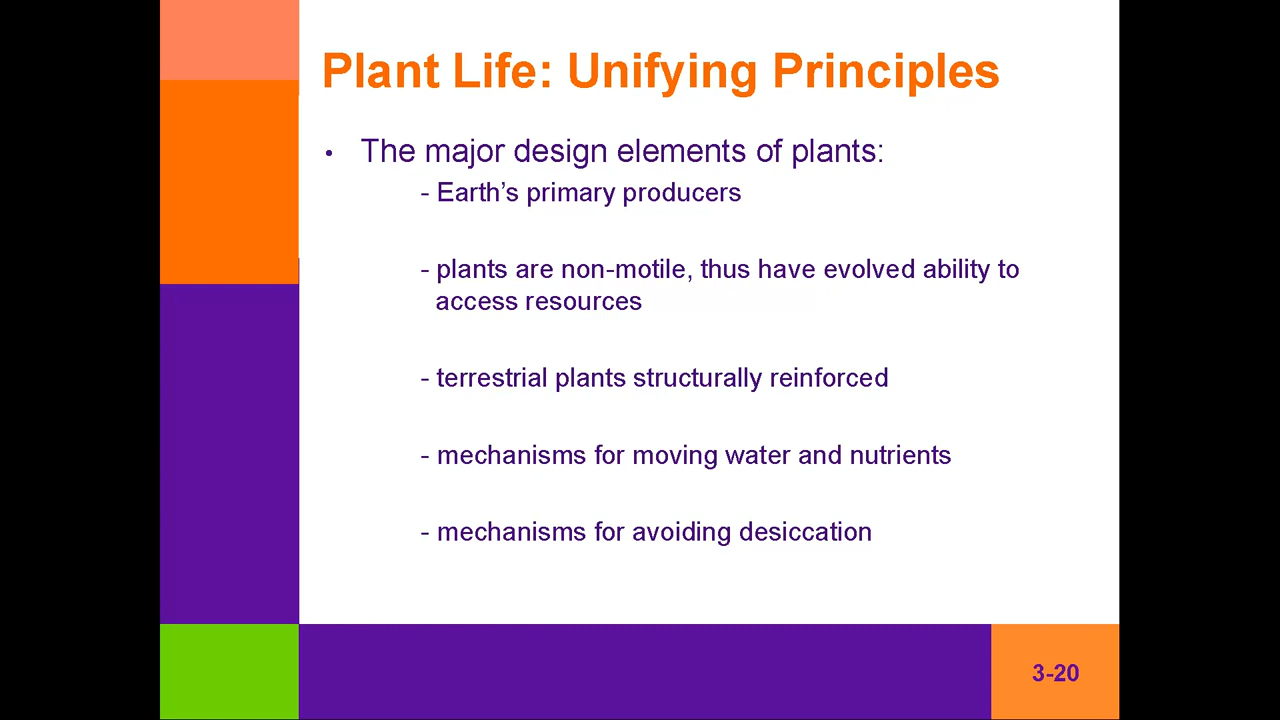 Plant Life: Unifying Principles
• The major design elements of plants:
- Earth’s primary producers
- plants are non-motile, thus have evolved ability to
access resources
- terrestrial plants structurally reinforced
- mechanisms for moving water and nutrients
- mechanisms for avoiding desiccation
3-20